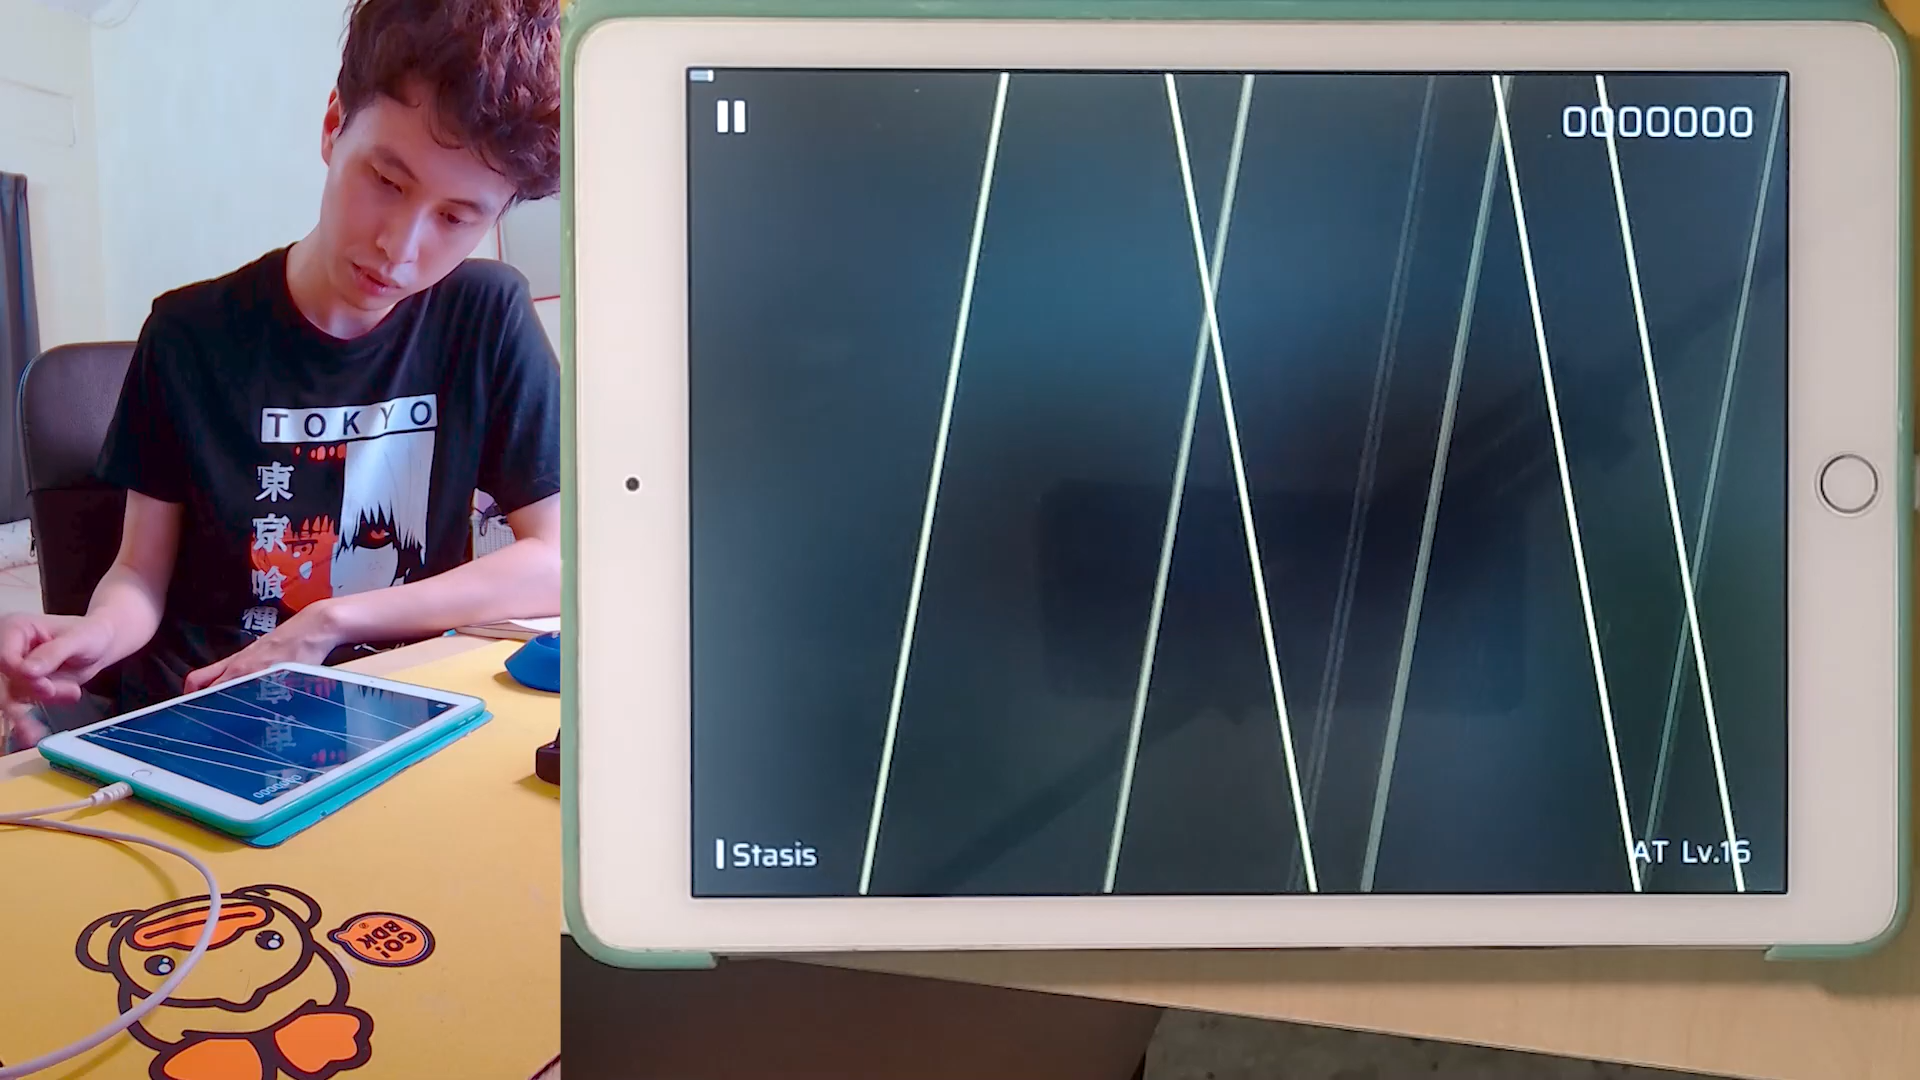 0000000
TOKYO
東
京
喰
種
Stasis
AT Lv.16
GO!
BDK